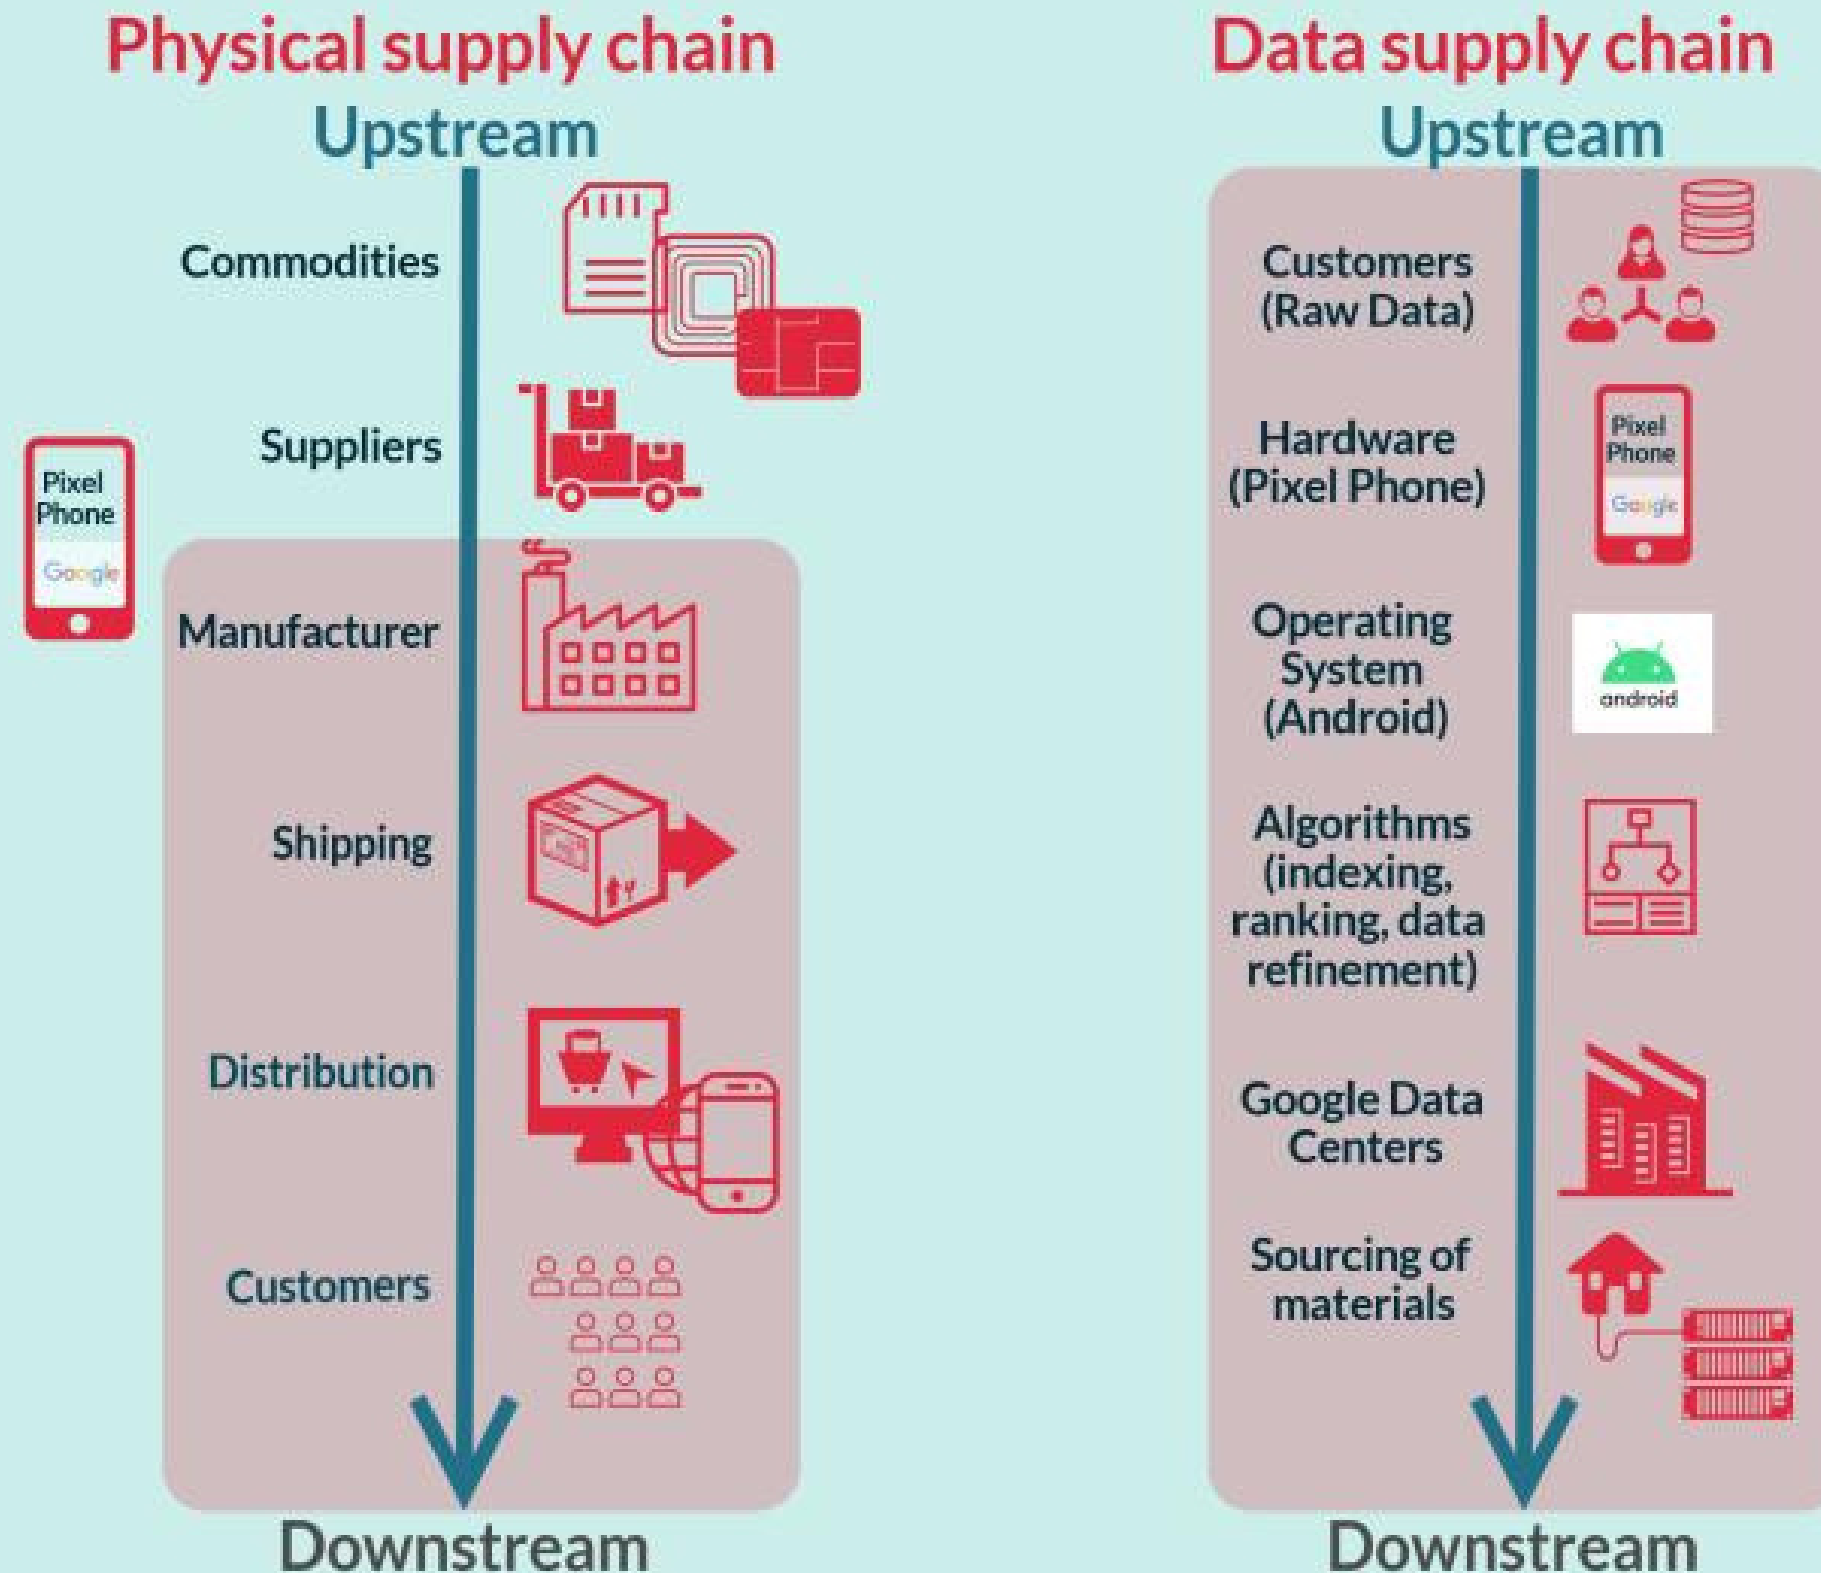 Physical supply chain
Upstream
Commodities
Suppliers
Pixel
Phone
Google
Manufacturer
Shipping
Distribution
Customers
Downstream
Data supply chain
Upstream
Customers
(Raw Data)
Hardware
(Pixel Phone)
Pixel
Phone
Google
Operating
System
(Android)
android
Algorithms
(indexing,
ranking, data
refinement)
Google Data
Centers
Sourcing of
materials
Downstream